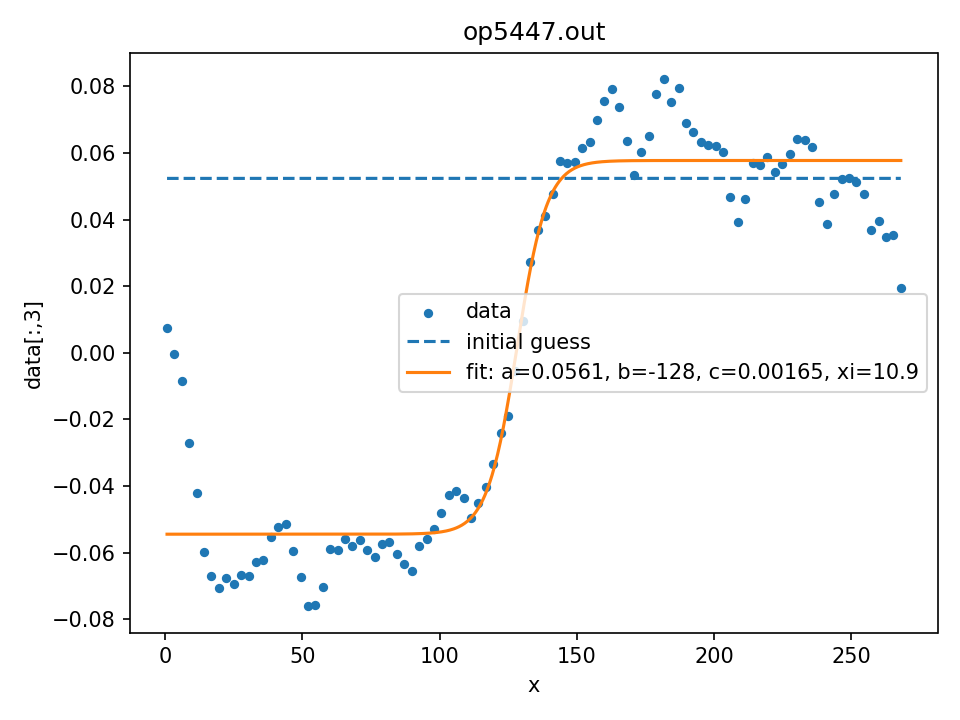 op5447.out
0.08
0.06
0.04
0.02
0.00
−0.02
−0.04
−0.06
−0.08
data[:,3]
data
initial guess
fit: a=0.0561, b=-128, c=0.00165, xi=10.9
0 50 100 150 200 250
x